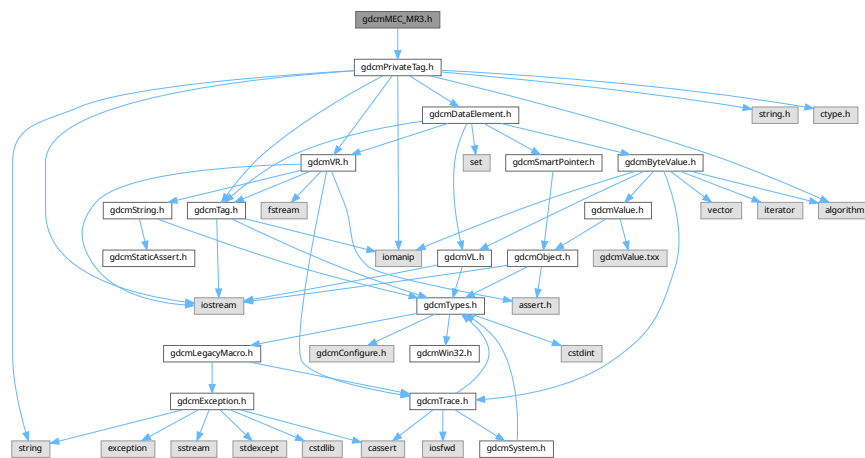 gdcmMEC_MR3.h
gdcmPrivateTag.h
string.h
ctype.h
gdcmDataElement.h
gdcmVR.h
set
gdcmSmartPointer.h
gdcmByteValue.h
gdcmString.h
gdcmTag.h
fstream
gdcmValue.h
vector
iterator
algorithm
gdcmStaticAssert.h
iomanip
gdcmVL.h
gdcmObject.h
gdcmValue.txx
iostream
gdcmTypes.h
assert.h
gdcmLegacyMacro.h
gdcmConfigure.h
gdcmWin32.h
cstdint
gdcmException.h
gdcmTrace.h
string
exception
sstream
stdexcept
cstdlib
cassert
iosfwd
gdcmSystem.h